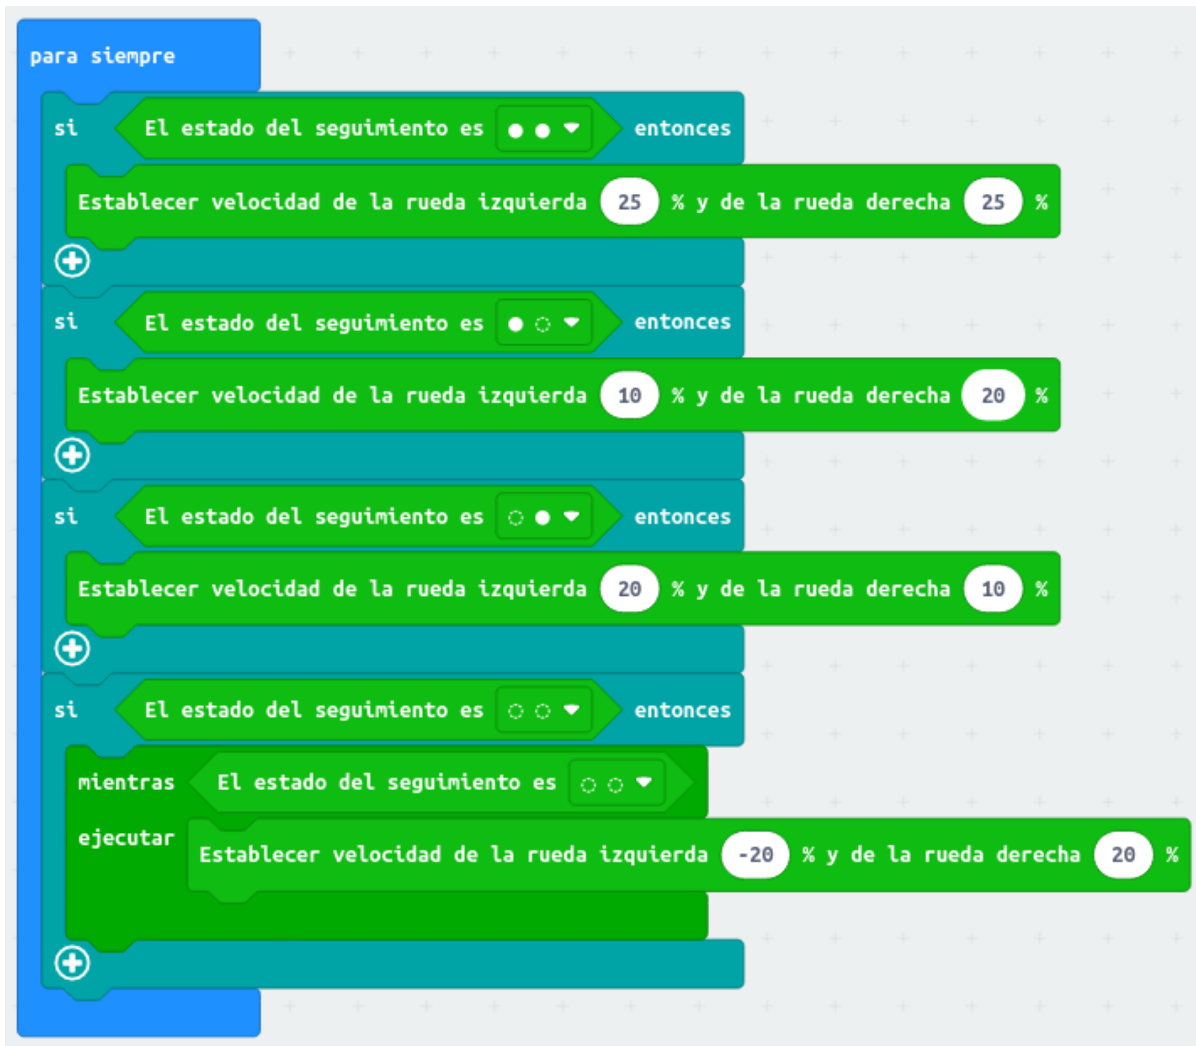 para siempre
si El estado del seguimiento es entonces
Establecer velocidad de la rueda izquierda 25 % y de la rueda derecha 25 %
si El estado del seguimiento es entonces
Establecer velocidad de la rueda izquierda 10 % y de la rueda derecha 20 %
si El estado del seguimiento es entonces
Establecer velocidad de la rueda izquierda 20 % y de la rueda derecha 10 %
si El estado del seguimiento es entonces
mientras El estado del seguimiento es
ejecutar
Establecer velocidad de la rueda izquierda -20 % y de la rueda derecha 20 %